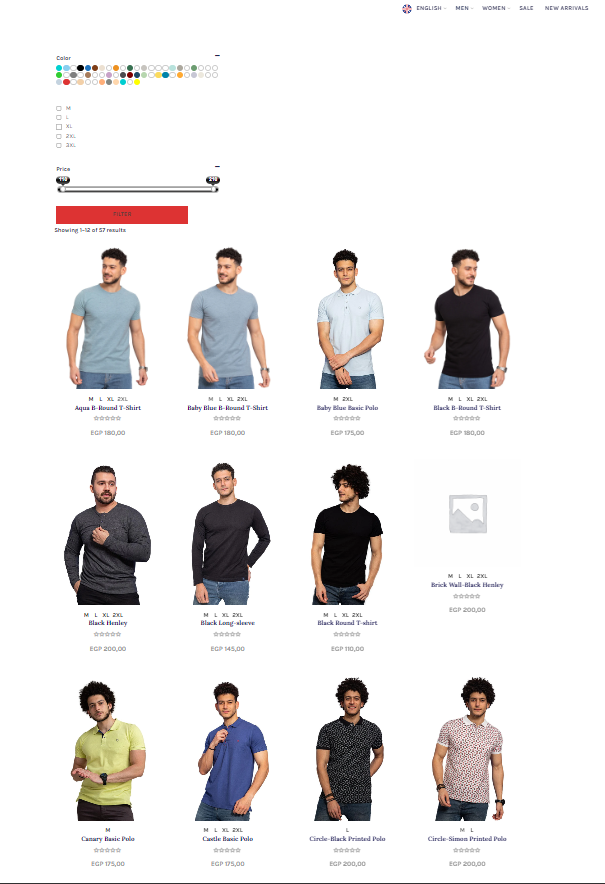 ENGLISH MEN WOMEN SALE NEW ARRIVALS
Color
M
L
XL
2XL
3XL
Price
FILTER
Showing 1–12 of 57 results
M L XL 2XL
Aqua B-Round T-Shirt
EGP 180,00
M L XL 2XL
Baby Blue B-Round T-Shirt
EGP 180,00
M 2XL
Baby Blue Basic Polo
EGP 175,00
M L XL 2XL
Black B-Round T-Shirt
EGP 180,00
M L XL 2XL
Black Henley
EGP 200,00
M L XL 2XL
Black Long-sleeve
EGP 145,00
M L XL 2XL
Black Round T-shirt
EGP 110,00
M L XL 2XL
Brick Wall-Black Henley
EGP 200,00
M
Canary Basic Polo
EGP 175,00
M L XL 2XL
Castle Basic Polo
EGP 175,00
L
Circle-Black Printed Polo
EGP 200,00
M L
Circle-Simon Printed Polo
EGP 200,00